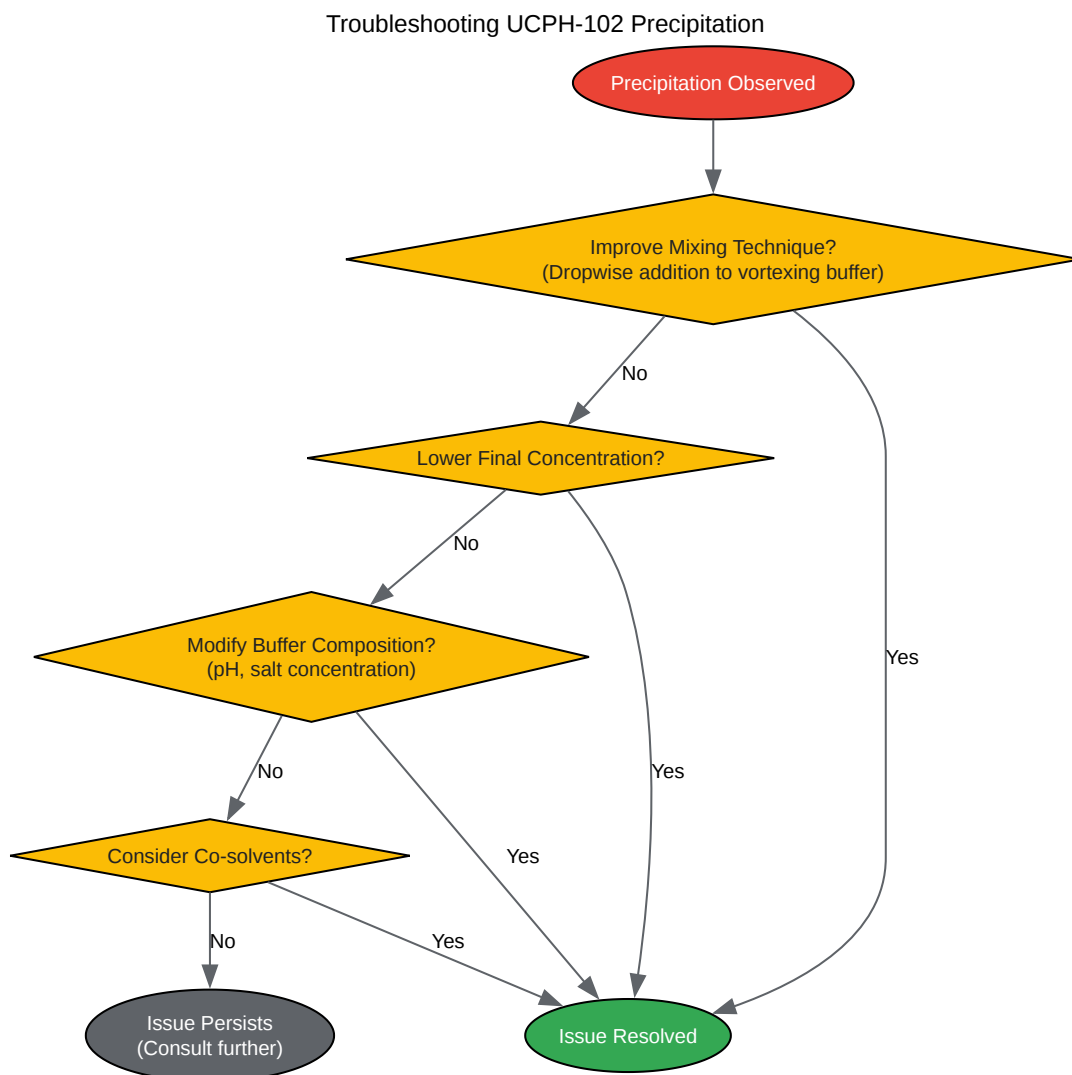 Troubleshooting UCPH-102 Precipitation
Precipitation Observed
Improve Mixing Technique?
(Dropwise addition to vortexing buffer)
No
Lower Final Concentration?
No
Modify Buffer Composition?
(pH, salt concentration)
Yes
No
Yes
Consider Co-solvents?
Yes
No
Yes
Issue Persists
(Consult further)
Issue Resolved